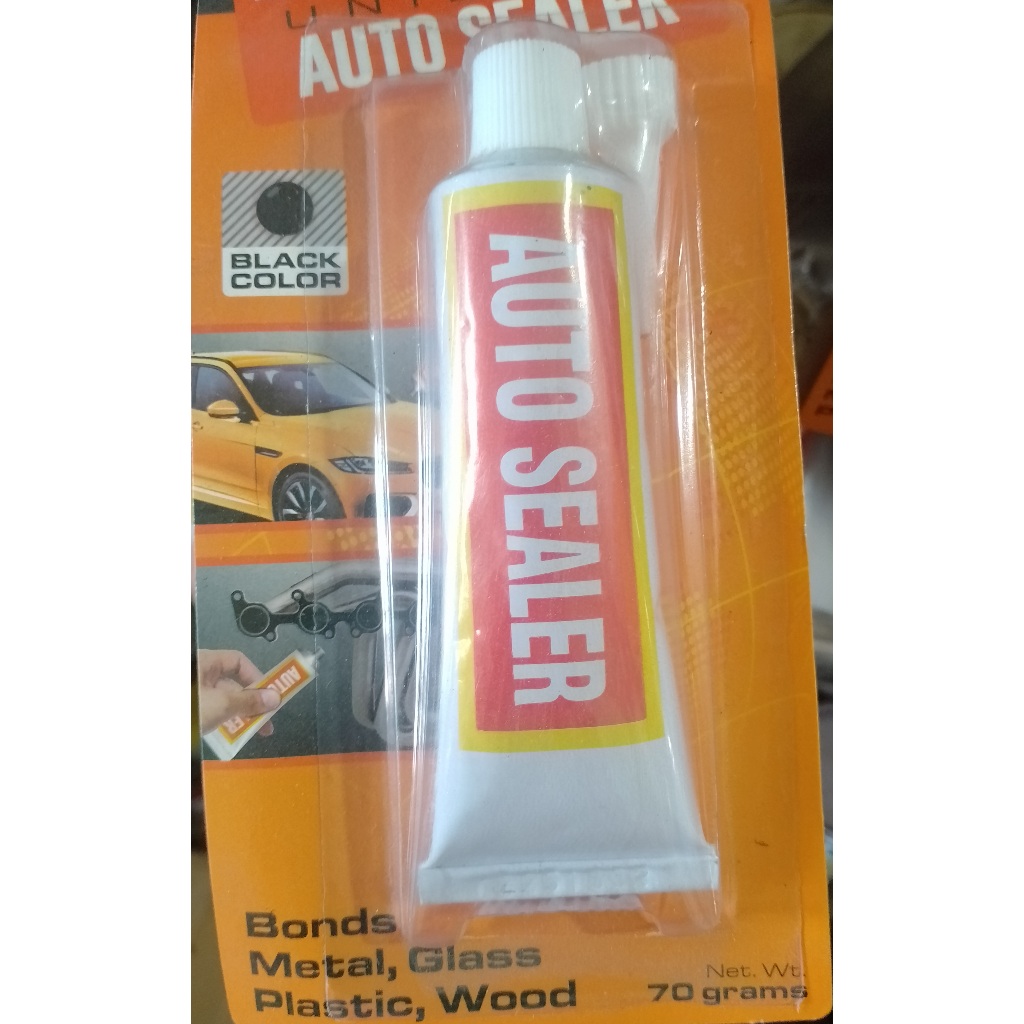 AUTO SEALER
BLACK
COLOR
AUTO SEALER
Bonds
Metal, Glass
Plastic, Wood
Net. Wt.
70 grams